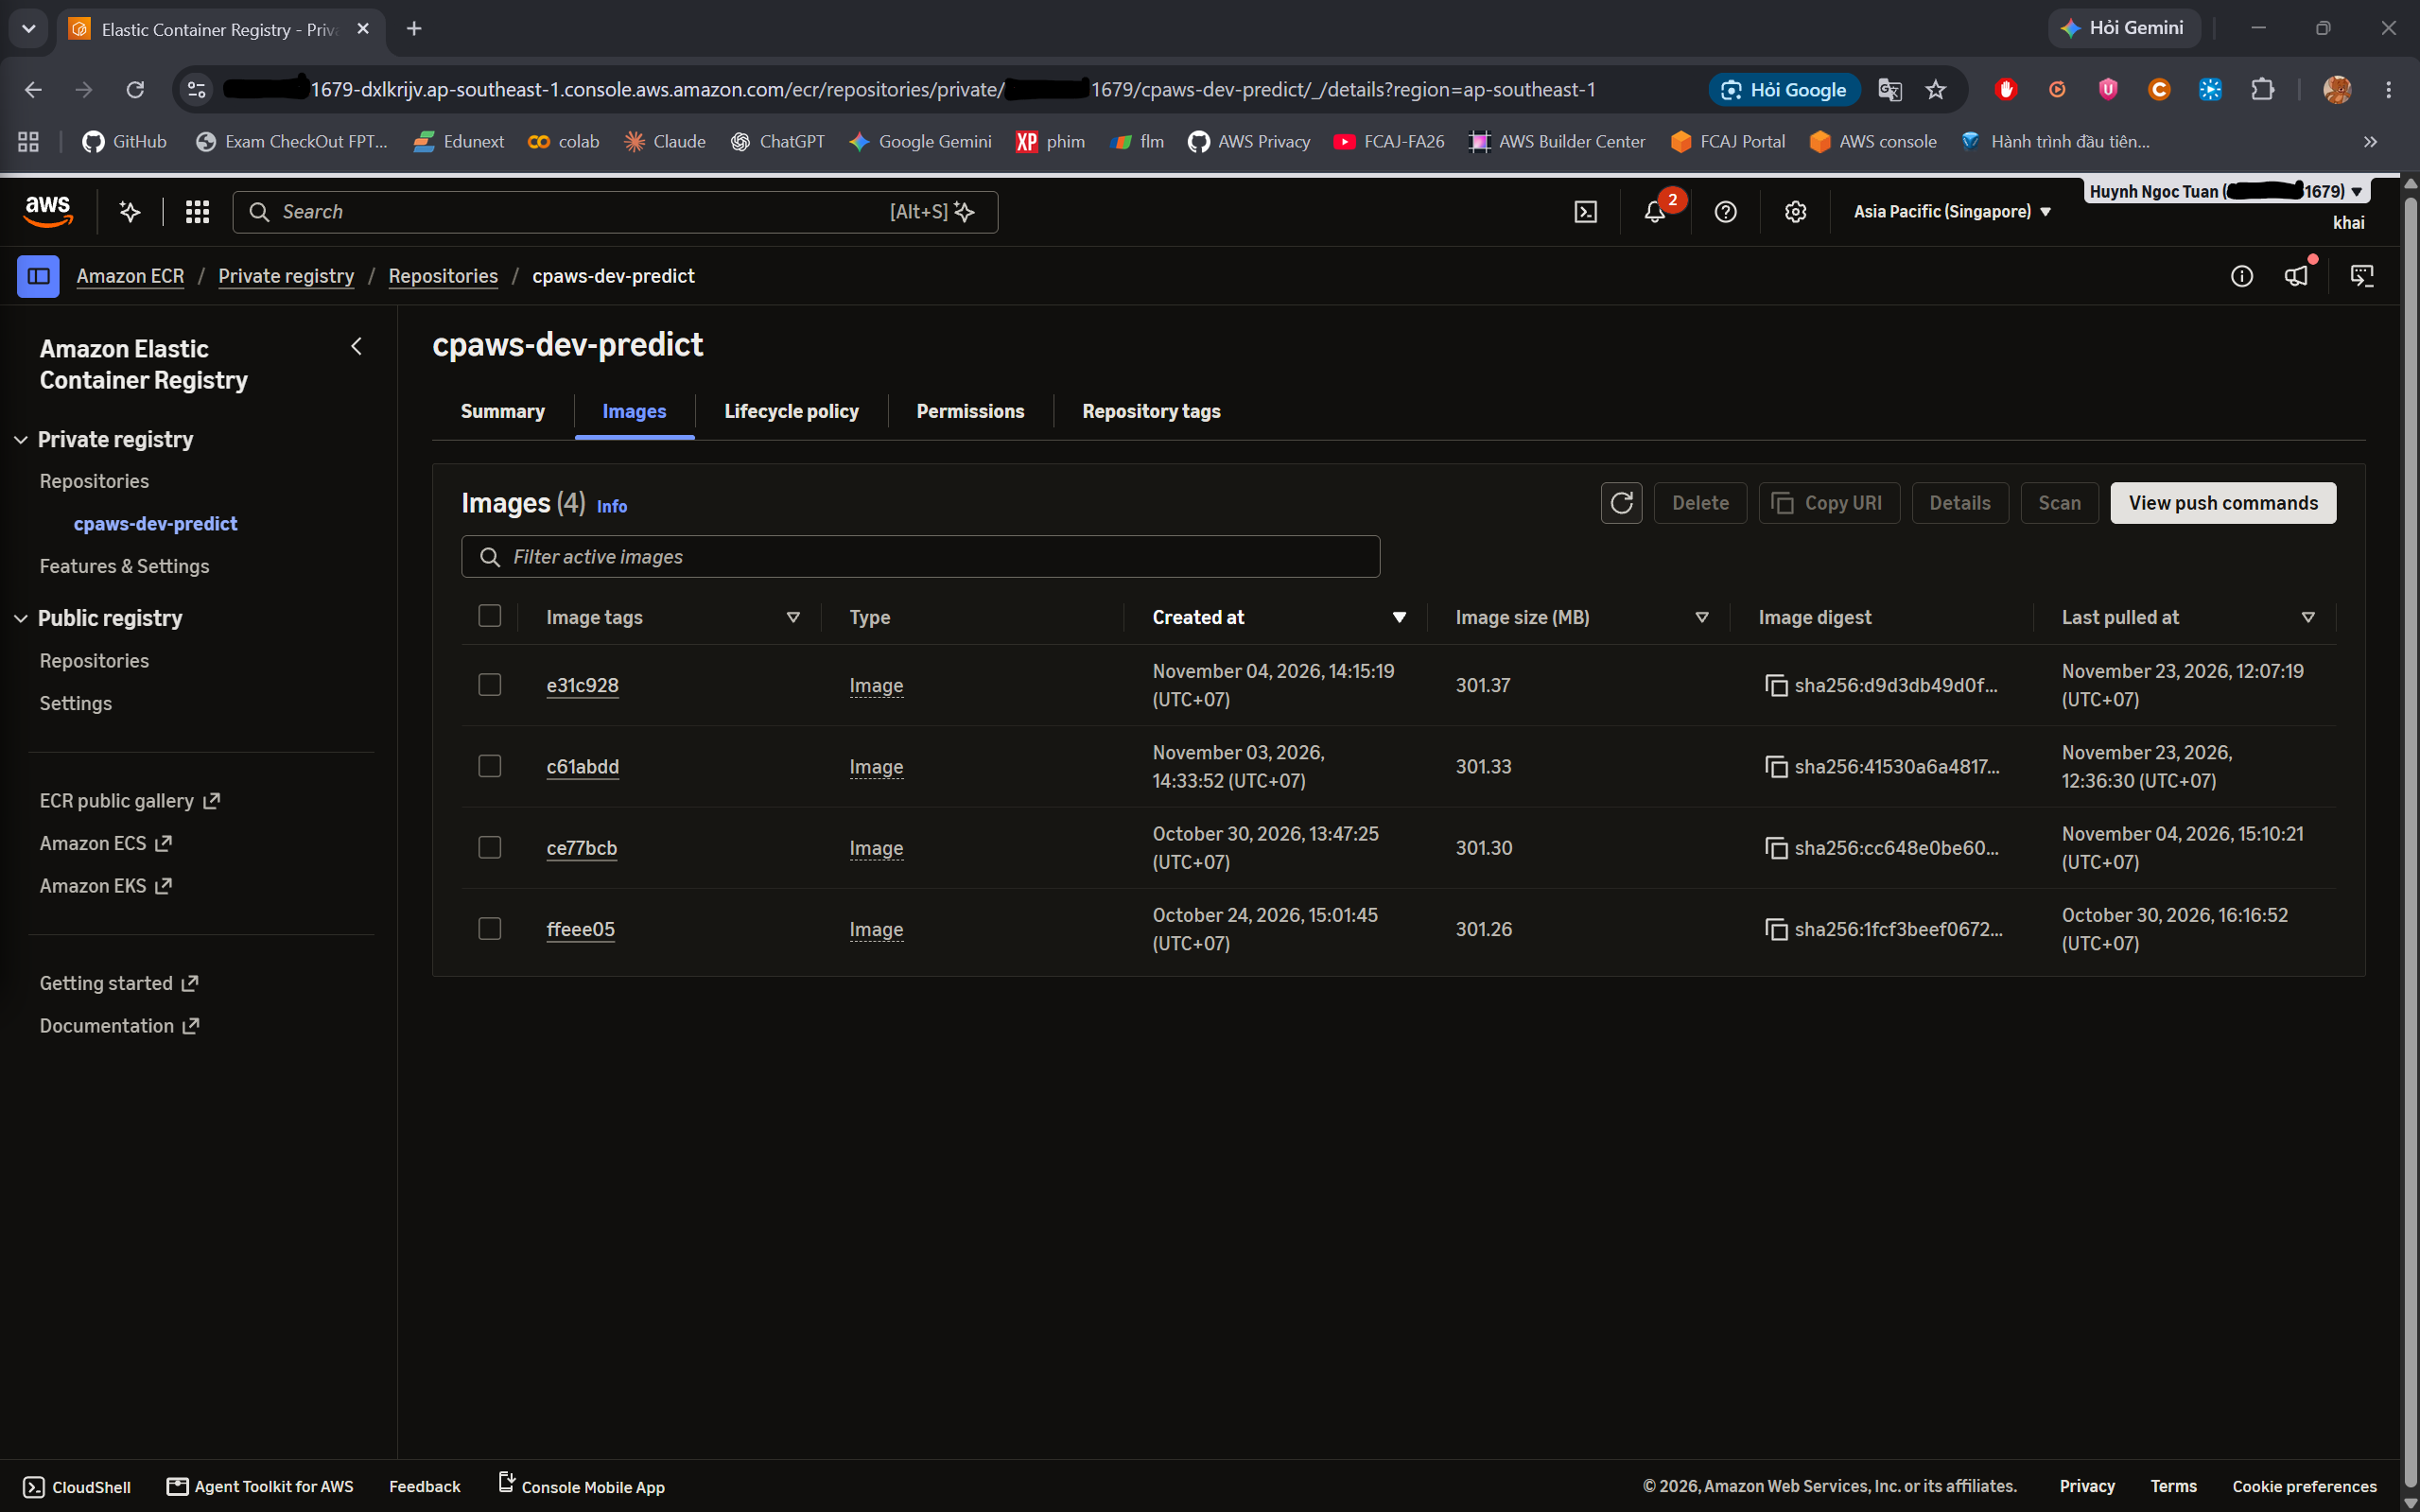 Elastic Container Registry - Priva
Hỏi Gemini
1679-dxlkrijv.ap-southeast-1.console.aws.amazon.com/ecr/repositories/private/ 1679/cpaws-dev-predict/_/details?region=ap-southeast-1
Hỏi Google
GitHub Exam CheckOut FPT... Edunext colab Claude ChatGPT Google Gemini XP phim flm AWS Privacy FCAJ-FA26 AWS Builder Center FCAJ Portal AWS console Hành trình đầu tiên...
aws
Search [Alt+S]
2
Asia Pacific (Singapore)
Huynh Ngoc Tuan ( 1679)
khai
Amazon ECR / Private registry / Repositories / cpaws-dev-predict
Amazon Elastic
Container Registry
Private registry
Repositories
cpaws-dev-predict
Features & Settings
Public registry
Repositories
Settings
ECR public gallery
Amazon ECS
Amazon EKS
Getting started
Documentation
cpaws-dev-predict
Summary Images Lifecycle policy Permissions Repository tags
Images (4) Info
Delete Copy URI Details Scan View push commands
Filter active images
Image tags Type Created at Image size (MB) Image digest Last pulled at
e31c928 Image November 04, 2026, 14:15:19 (UTC+07) 301.37 sha256:d9d3db49d0f... November 23, 2026, 12:07:19 (UTC+07)
c61abdd Image November 03, 2026, 14:33:52 (UTC+07) 301.33 sha256:41530a6a4817... November 23, 2026, 12:36:30 (UTC+07)
ce77bcb Image October 30, 2026, 13:47:25 (UTC+07) 301.30 sha256:cc648e0be60... November 04, 2026, 15:10:21 (UTC+07)
ffeee05 Image October 24, 2026, 15:01:45 (UTC+07) 301.26 sha256:1fcf3beef0672... October 30, 2026, 16:16:52 (UTC+07)
CloudShell Agent Toolkit for AWS Feedback Console Mobile App
© 2026, Amazon Web Services, Inc. or its affiliates. Privacy Terms Cookie preferences